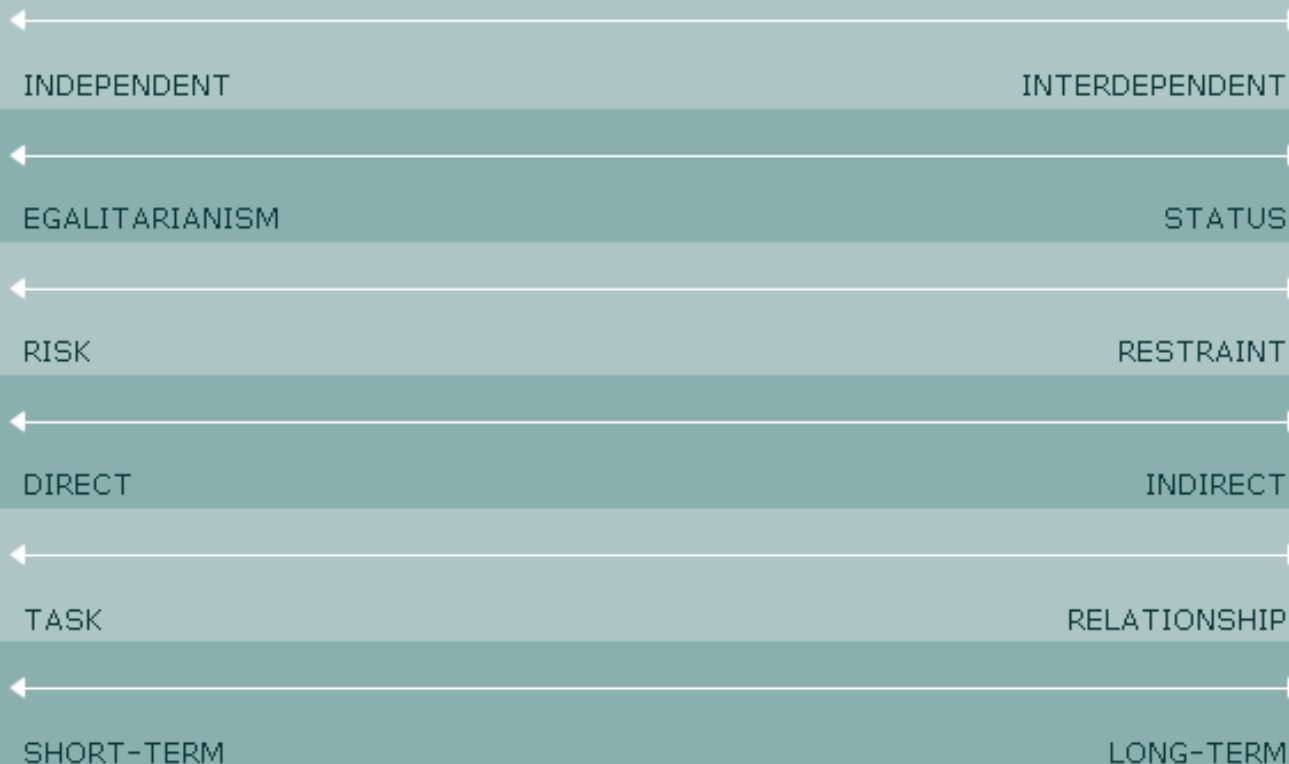 INDEPENDENT INTERDEPENDENT
EGALITARIANISM STATUS
RISK RESTRAINT
DIRECT INDIRECT
TASK RELATIONSHIP
SHORT-TERM LONG-TERM